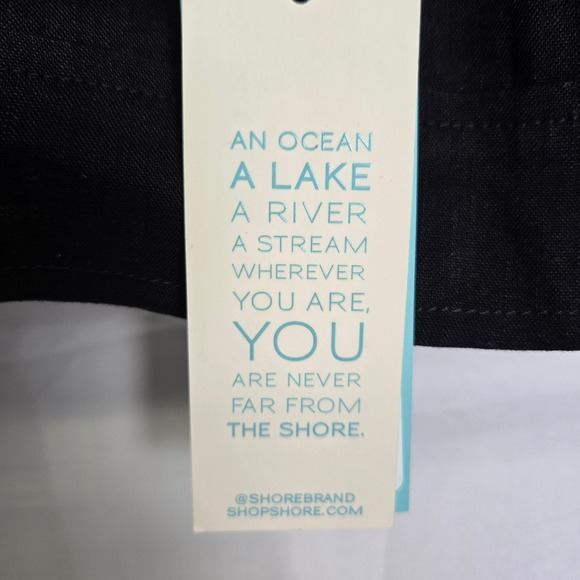 AN OCEAN
A LAKE
A RIVER
A STREAM
WHEREVER
YOU ARE,
YOU
ARE NEVER
FAR FROM
THE SHORE.
@SHOREBRAND
SHOPSHORE.COM